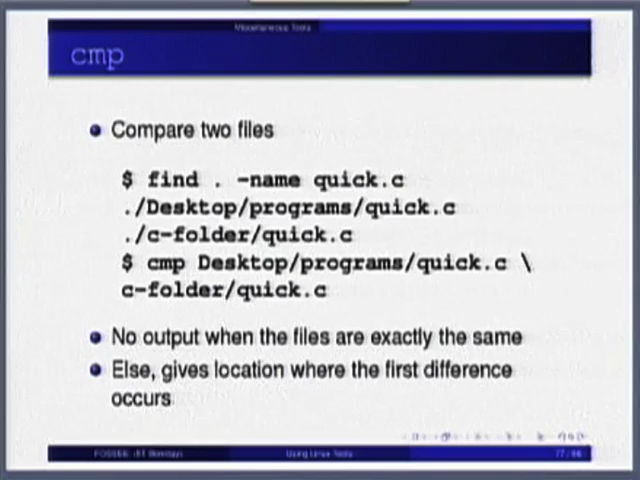 Miscellaneous Tools
cmp
Compare two files
$ find . -name quick.c
./Desktop/programs/quick.c
./c-folder/quick.c
$ cmp Desktop/programs/quick.c \
c-folder/quick.c
No output when the files are exactly the same
Else, gives location where the first difference
occurs
Using Linux Tools